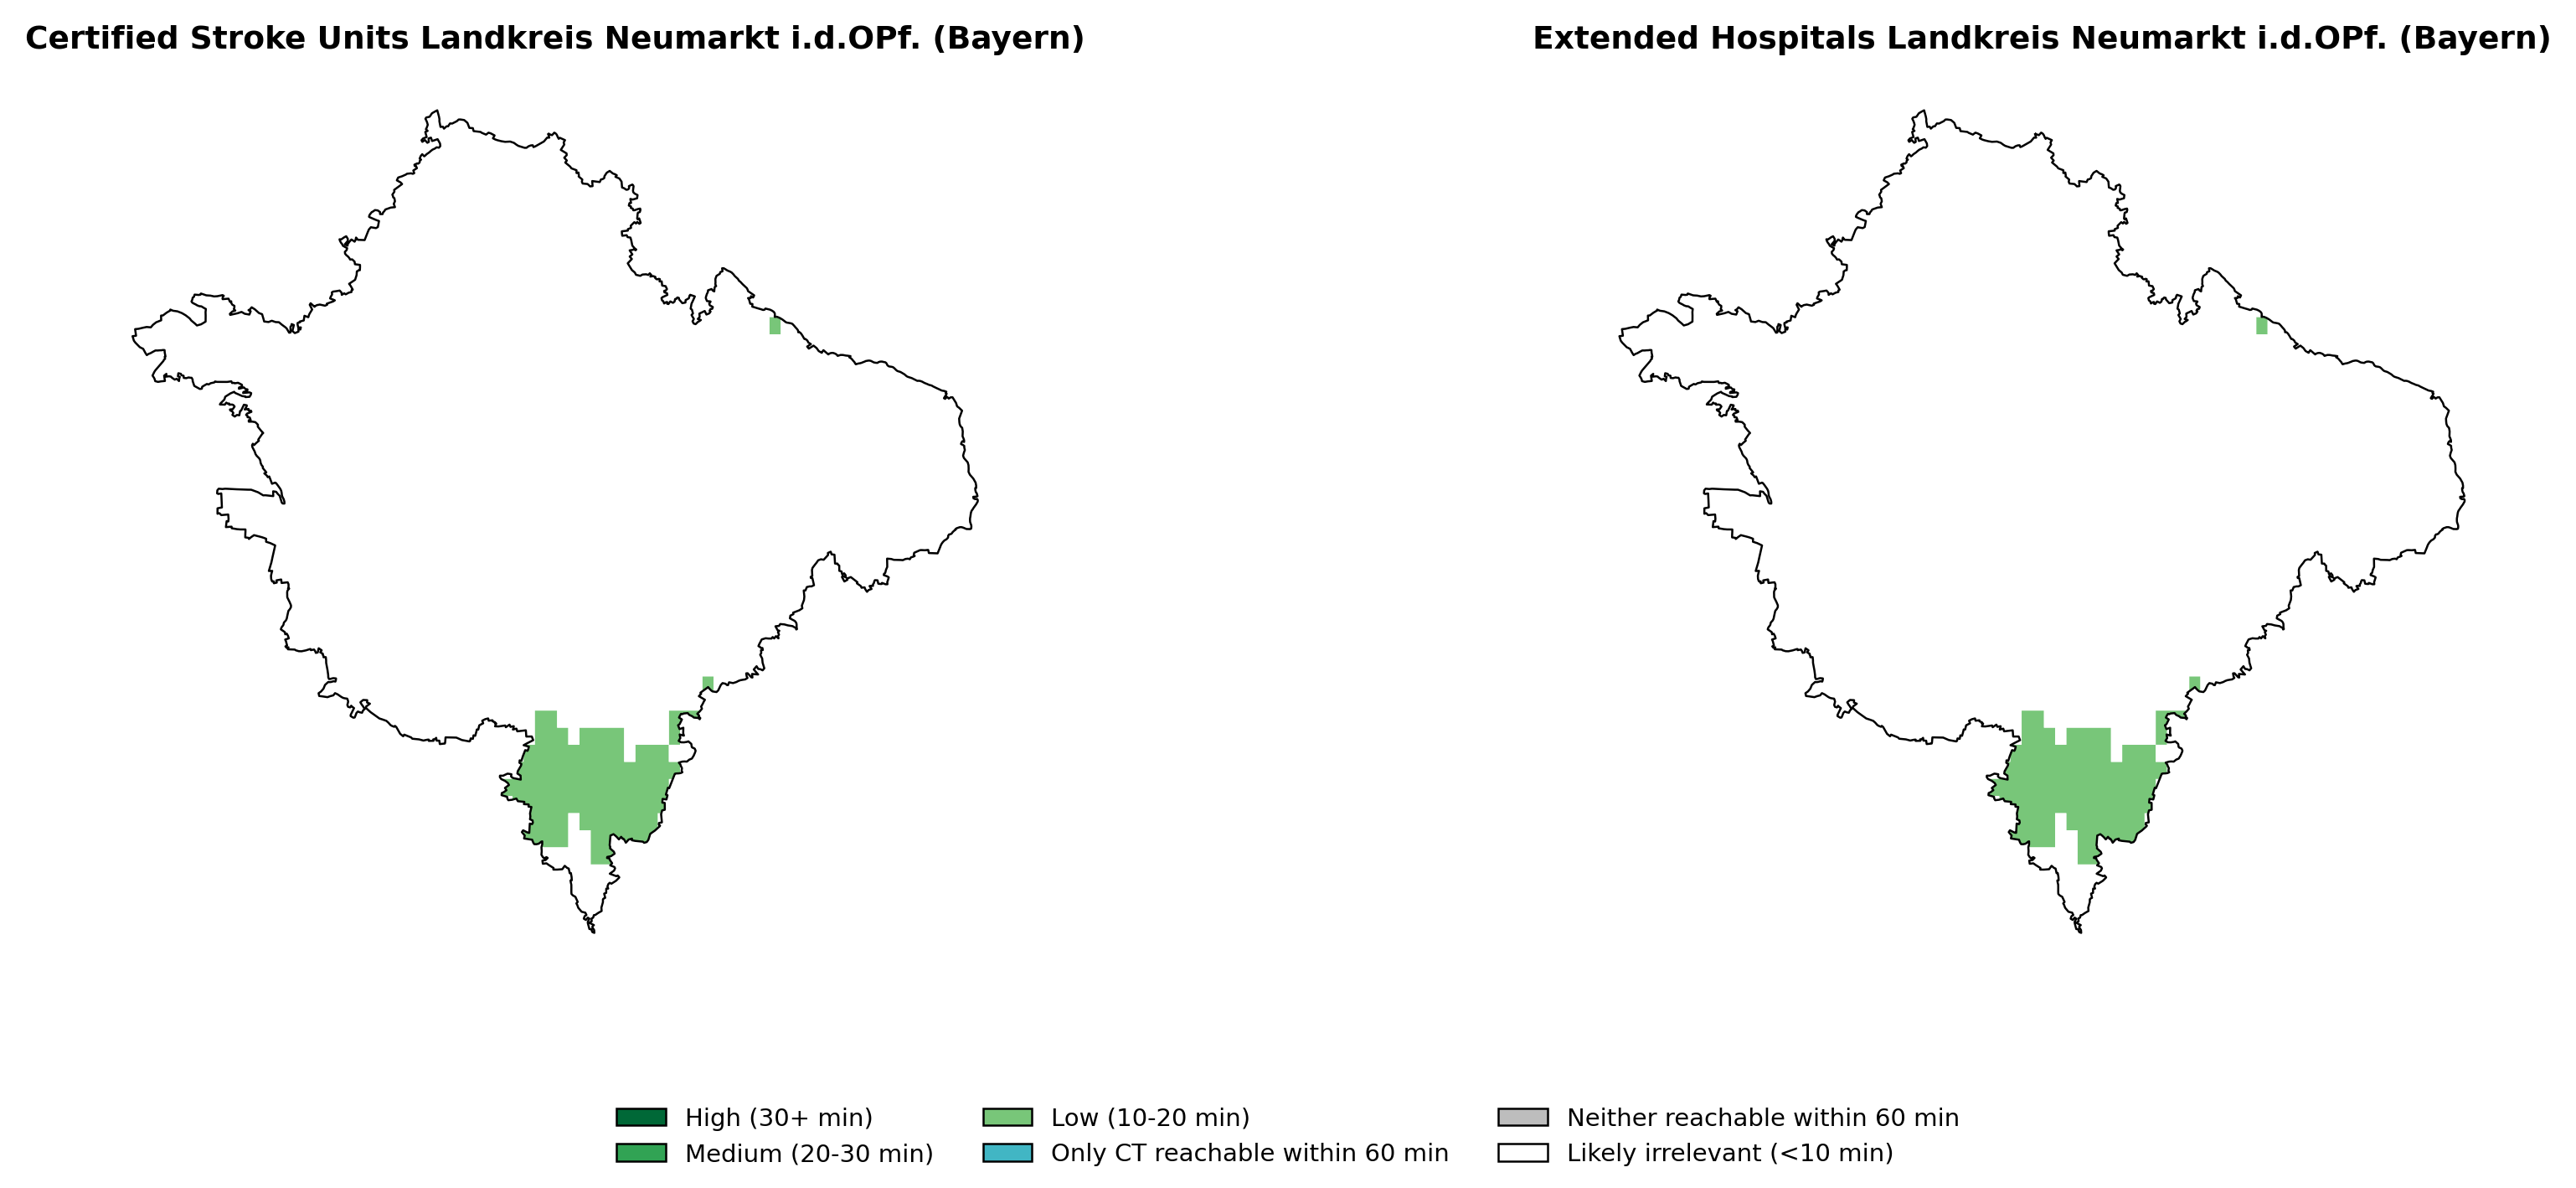 Certified Stroke Units Landkreis Neumarkt i.d.OPf. (Bayern)
Extended Hospitals Landkreis Neumarkt i.d.OPf. (Bayern)
High (30+ min)
Medium (20-30 min)
Low (10-20 min)
Only CT reachable within 60 min
Neither reachable within 60 min
Likely irrelevant (<10 min)